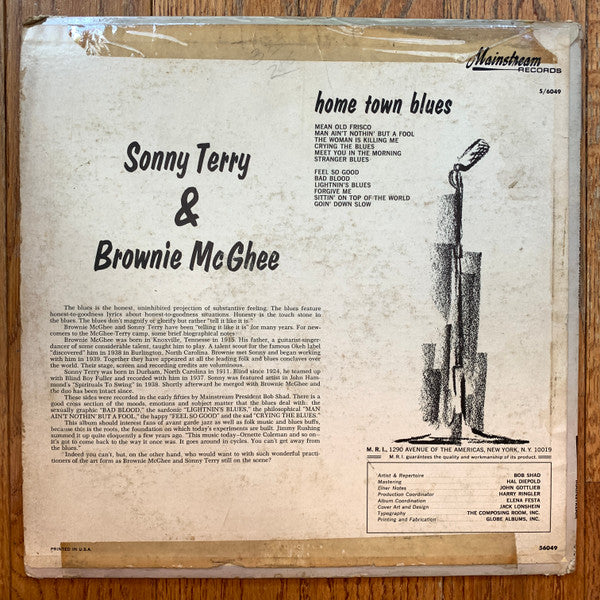 Mainstream
RECORDS
S/6049
home town blues
MEAN OLD FRISCO
MAN AIN'T NOTHIN' BUT A FOOL
THE WOMAN IS KILLING ME
CRYING THE BLUES
MEET YOU IN THE MORNING
STRANGER BLUES
FEEL SO GOOD
BAD BLOOD
LIGHTNIN'S BLUES
FORGIVE ME
SITTIN' ON TOP OF THE WORLD
GOIN' DOWN SLOW
Sonny Terry
&
Brownie McGhee
The blues is the honest, uninhibited projection of substantive feeling. The blues feature
honest-to-goodness lyrics about honest-to-goodness situations. Honesty is the touch stone in
the blues. The blues don't magnify of glorify but rather "tell it like it is".
Brownie McGhee and Sonny Terry have been "telling it like it is" for many years. For new-
comers to the McGhee-Terry camp, some brief biographical notes:
Brownie McGhee was born in Knoxville, Tennesse in 1915. His father, a guitarist-singer-
dancer of some considerable talent, taught him to play. A talent scout for the famous Okeh label
"discovered" him in 1938 in Burlington, North Carolina. Brownie met Sonny and began working
with him in 1939. Together they have appeared at all the leading folk and blues conclaves over
the world. Their stage, screen and recording credits are voluminous.
Sonny Terry was born in Durham, North Carolina in 1911. Blind since 1924, he teamed up
with Blind Boy Fuller and recorded with him in 1937. Sonny was featured artist in John Ham-
mond's "Spirituals To Swing" in 1938. Shortly afterward he merged with Brownie McGhee and
the duo has been intact since.
These sides were recorded in the early fifties by Mainstream President Bob Shad. There is a
good cross section of the moods, emotions and subject matter that the blues deal with: the
sexually graphic "BAD BLOOD," the sardonic "LIGHTNIN'S BLUES," the philosophical "MAN
AIN'T NOTHIN' BUT A FOOL," the happy "FEEL SO GOOD" and the sad "CRYING THE BLUES."
This album should interest fans of avant garde jazz as well as folk music and blues buffs,
because this is the roots, the foundation on which today's experiments are built. Jimmy Rushing
summed it up quite eloquently a few years ago. "This music today–Ornette Coleman and so on–
it's got to come back to the way it once was. It goes around and it sticks. You can't get away from
the blues."
Indeed you can't, but, on the other hand, who would want to with such wonderful practi-
tioners of the art form as Brownie McGhee and Sonny Terry still on the scene?
M. R. L., 1290 AVENUE OF THE AMERICAS, NEW YORK, N.Y. 10019
M. R. L. guarantees the quality and workmanship of its product.
Artist & Repertoire BOB SHAD
Mastering HAL DIEPOLD
Liner Notes JOHN GOTTLIEB
Production Coordinator HARRY RINGLER
Album Coordination ELENA FESTA
Cover Art and Design JACK LONSHEIN
Typography THE COMPOSING ROOM, INC.
Printing and Fabrication GLOBE ALBUMS, INC.
PRINTED IN U.S.A.
56049